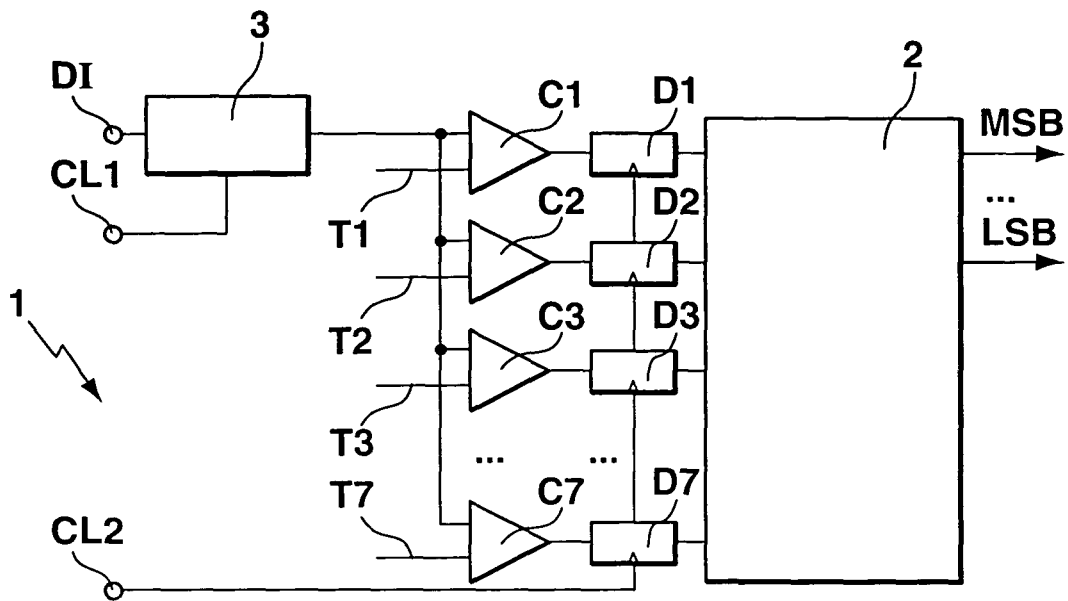 3
2
DI
C1
D1
MSB
CL1
...
T1
C2
D2
LSB
1
T2
C3
D3
T3
... ...
T7
C7
D7
CL2